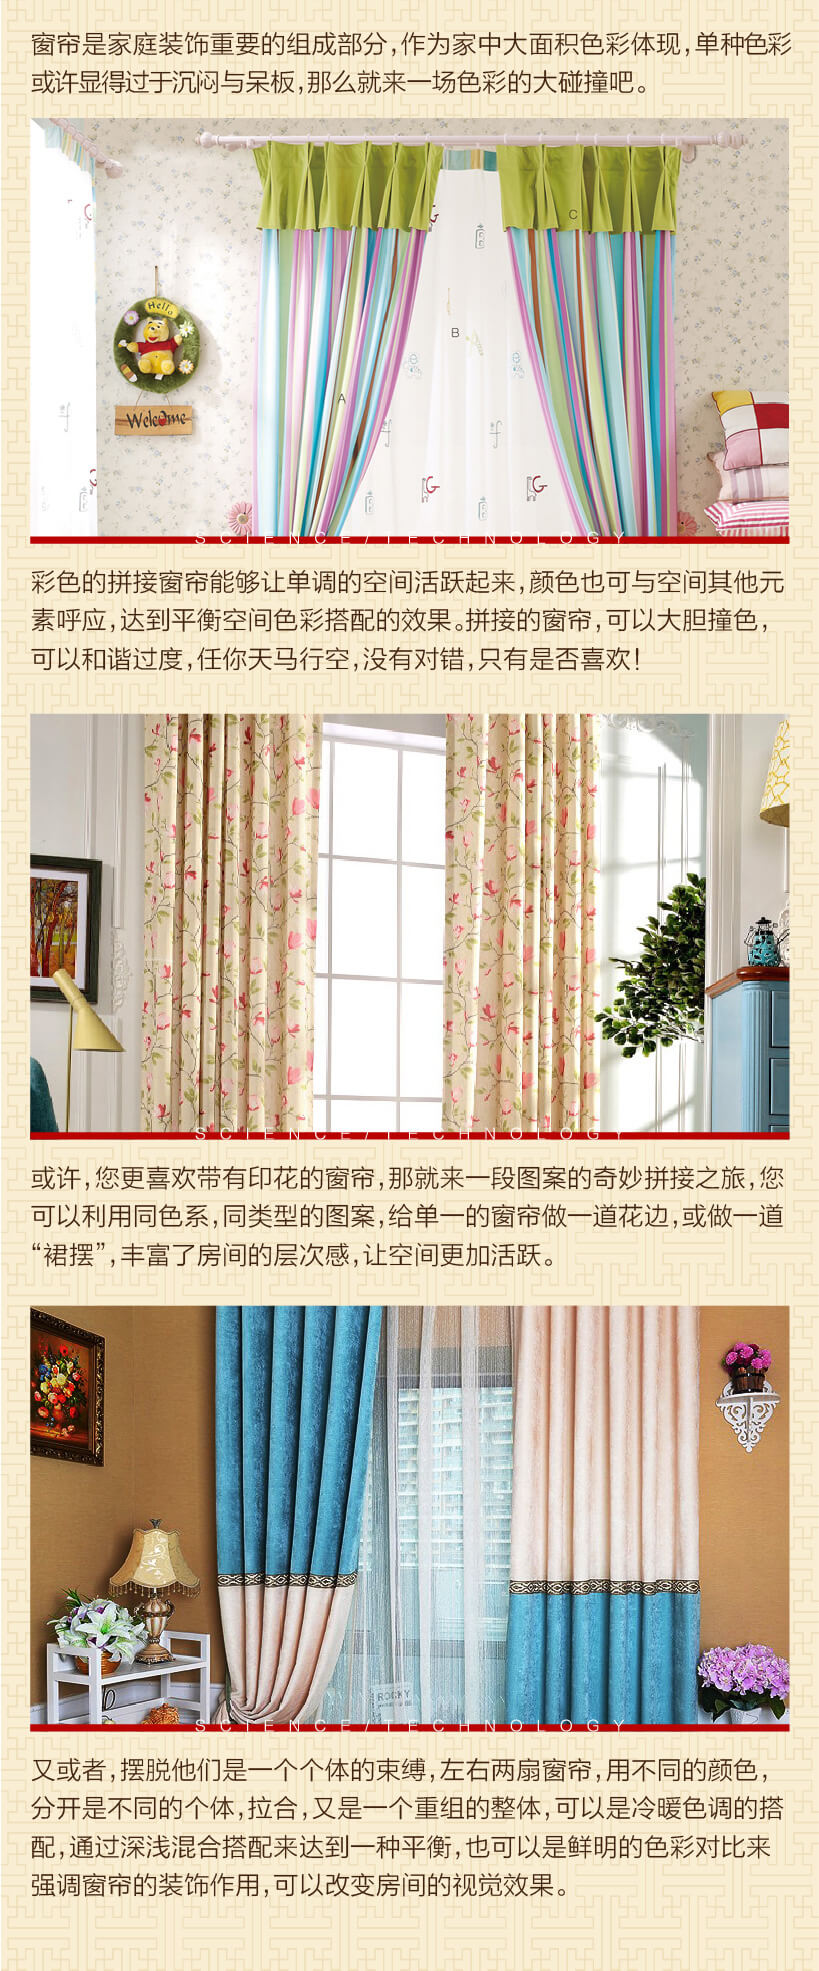 窗帘是家庭装饰重要的组成部分,作为家中大面积色彩体现,单种色彩
或许显得过于沉闷与呆板,那么就来一场色彩的大碰撞吧。
C
G
B
Hello
A
Welcome
G
SCIENCE/TECHNOLOGY
彩色的拼接窗帘能够让单调的空间活跃起来,颜色也可与空间其他元
素呼应,达到平衡空间色彩搭配的效果。拼接的窗帘,可以大胆撞色,
可以和谐过度,任你天马行空,没有对错,只有是否喜欢!
SCIENCE/TECHNOLOGY
或许,您更喜欢带有印花的窗帘,那就来一段图案的奇妙拼接之旅,您
可以利用同色系,同类型的图案,给单一的窗帘做一道花边,或做一道
“裙摆”,丰富了房间的层次感,让空间更加活跃。
ROCKY
SCIENCE/TECHNOLOGY
又或者,摆脱他们是一个个体的束缚,左右两扇窗帘,用不同的颜色,
分开是不同的个体,拉合,又是一个重组的整体,可以是冷暖色调的搭
配,通过深浅混合搭配来达到一种平衡,也可以是鲜明的色彩对比来
强调窗帘的装饰作用,可以改变房间的视觉效果。